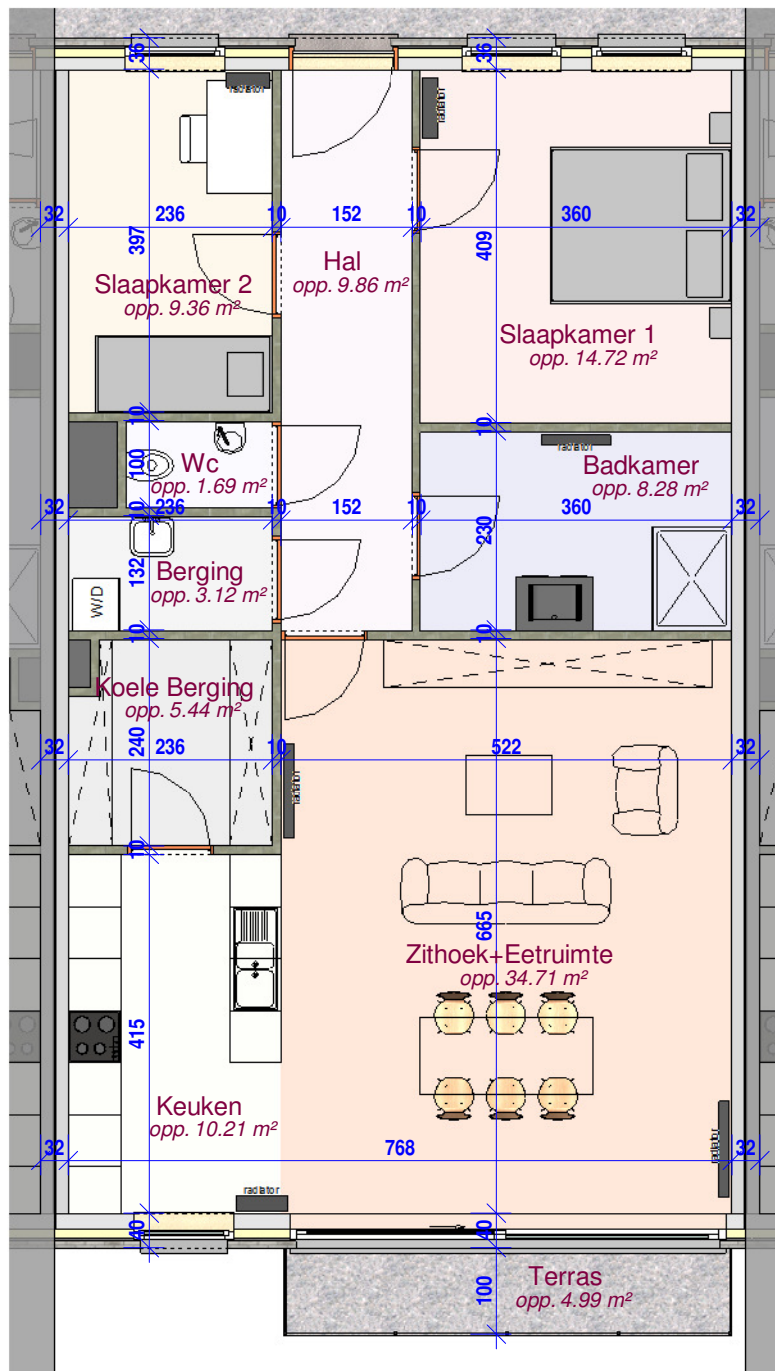 36
36
radiator
radiator
32
236
10
152
10
360
32
397
409
Hal
opp. 9.86 m²
Slaapkamer 2
opp. 9.36 m²
Slaapkamer 1
opp. 14.72 m²
10
10
radiator
Wc
opp. 1.69 m²
100
Badkamer
opp. 8.28 m²
10
32
236
10
152
10
360
32
230
132
Berging
opp. 3.12 m²
W/D
10
10
Koele Berging
opp. 5.44 m²
240
32
236
10
522
32
radiator
10
665
Zithoek+Eetruimte
opp. 34.71 m²
415
Keuken
opp. 10.21 m²
radiator
32
768
32
radiator
40
40
Terras
opp. 4.99 m²
100